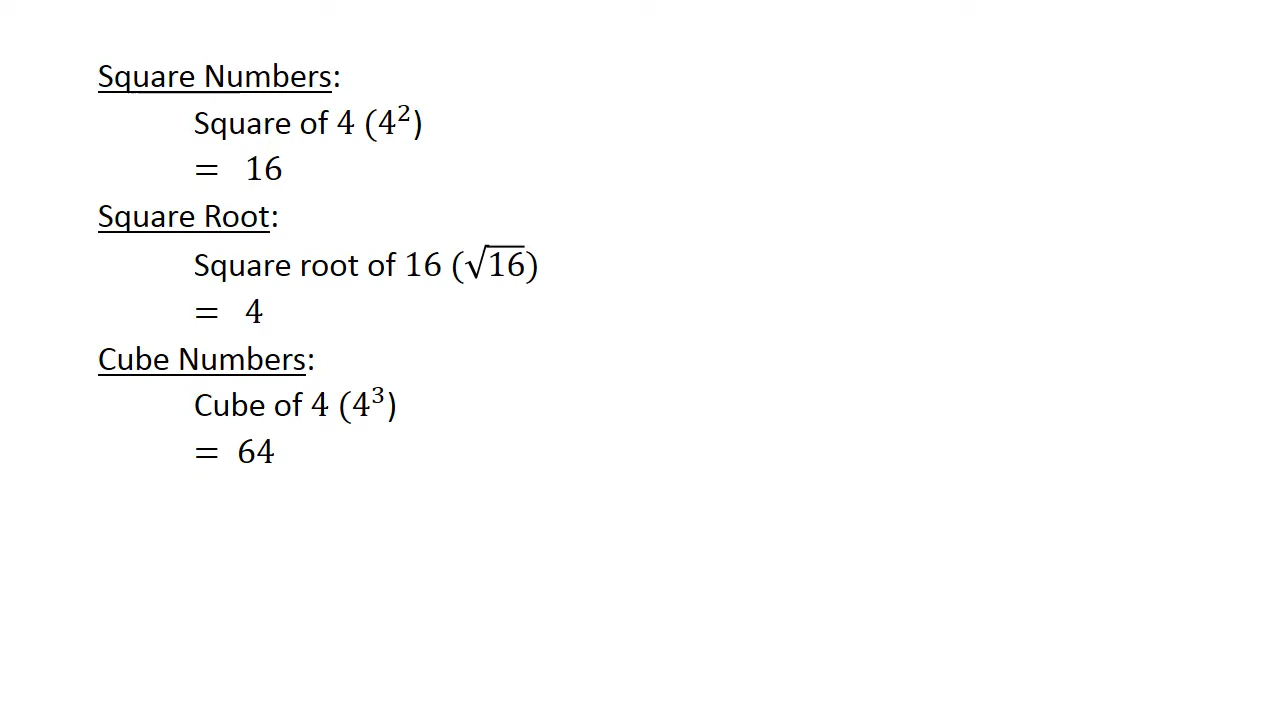 Square Numbers:
Square of 4 (4²)
= 16
Square Root:
Square root of 16 (√16)
= 4
Cube Numbers:
Cube of 4 (4³)
= 64